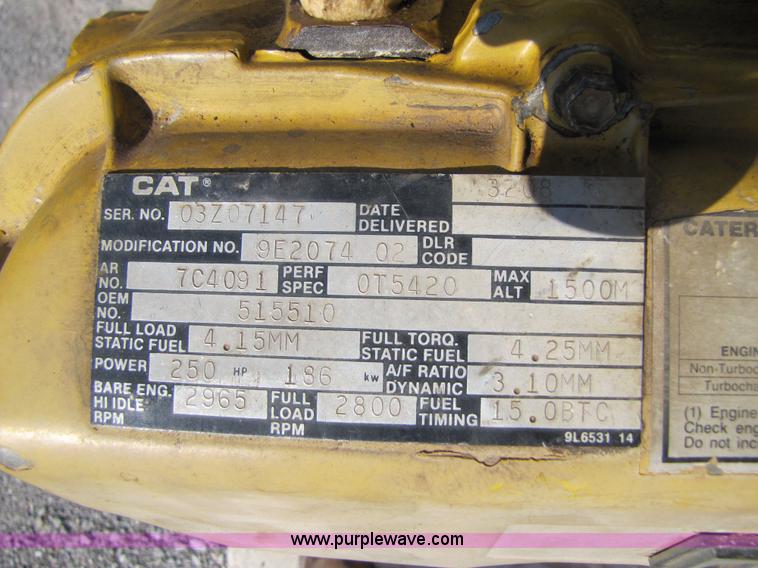 CAT® 3208
SER. NO. 03Z07147 DATE DELIVERED
MODIFICATION NO. 9E2074 02 DLR CODE
AR NO. 7C4091 PERF SPEC 0T5420 MAX ALT 1500M
OEM NO. 515510
FULL LOAD STATIC FUEL 4.15MM FULL TORQ. STATIC FUEL 4.25MM
POWER 250 HP 186 kw A/F RATIO DYNAMIC 3.10MM
BARE ENG. HI IDLE RPM 2965 FULL LOAD RPM 2800 FUEL TIMING 15.0BTC
9L6531 14
CATER
ENGIN
Non-Turboc
Turbocha
(1) Engine
Check eng
Do not incl
www.purplewave.com